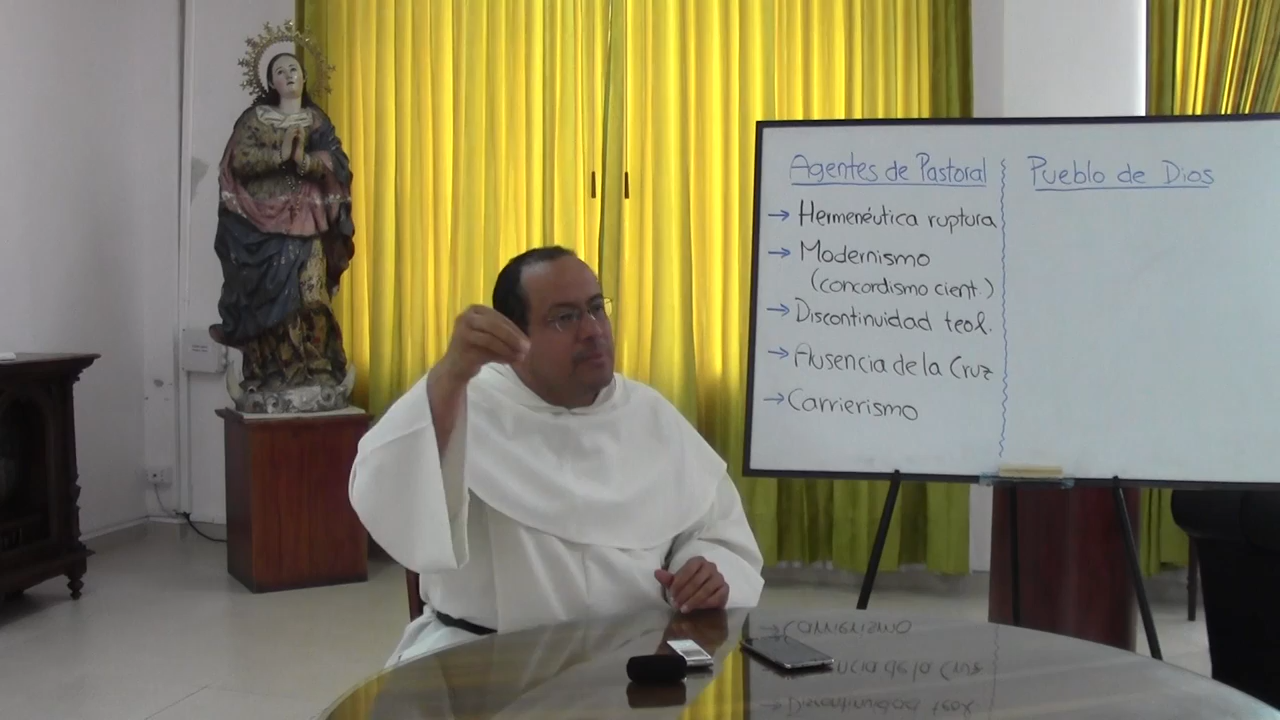 Agentes de Pastoral
→ Hermenéutica ruptura
→ Modernismo
(concordismo cient.)
→ Discontinuidad teol.
→ Ausencia de la Cruz
→ Carrierismo
Pueblo de Dios